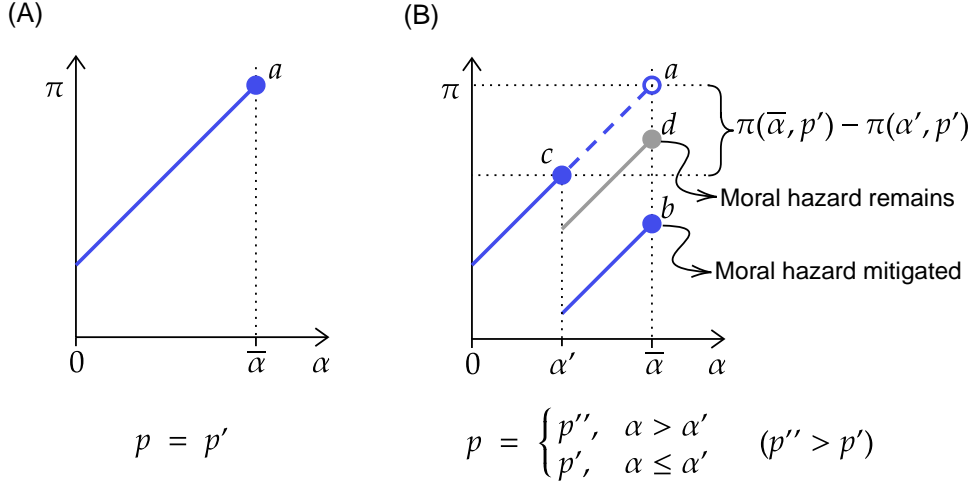 (A)
π
a
0
α̅
α
p = p′
(B)
π
a
d
c
b
π(α̅, p′) − π(α′, p′)
Moral hazard remains
Moral hazard mitigated
0
α′
α̅
α
p = { p′′, α > α′
p′, α ≤ α′
(p′′ > p′)